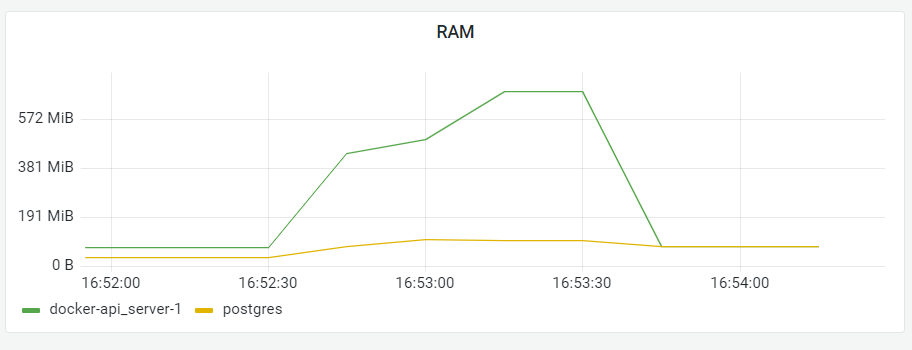 RAM
572 MiB
381 MiB
191 MiB
0 B
16:52:00 16:52:30 16:53:00 16:53:30 16:54:00
docker-api_server-1 postgres